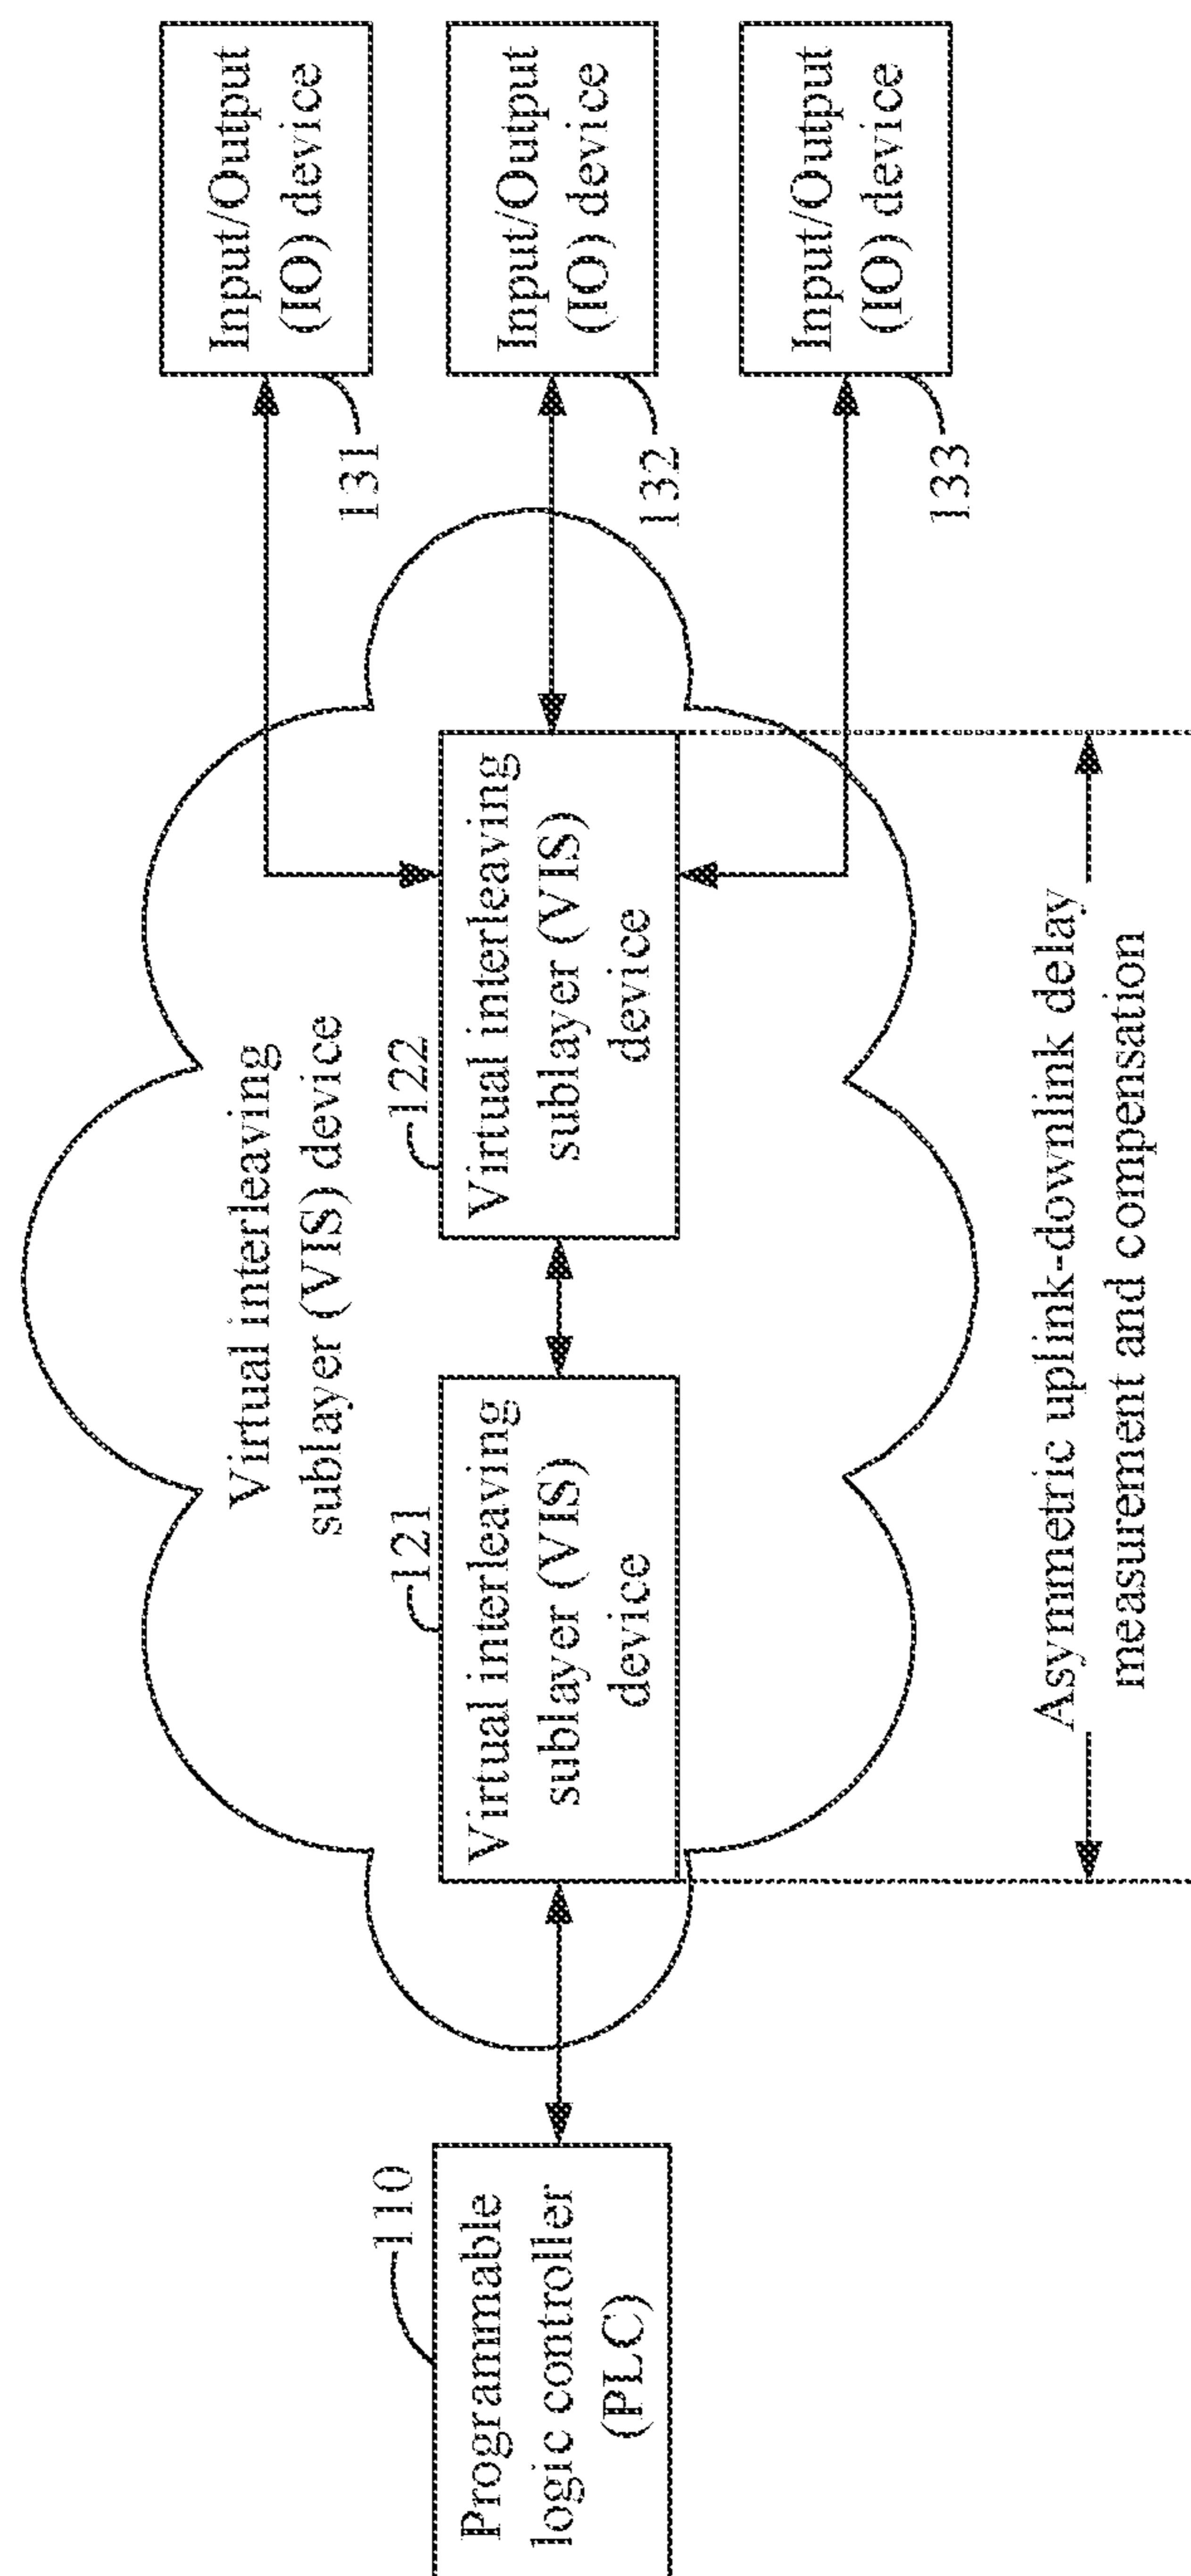 110
Programmable
logic controller
(PLC)
Virtual interleaving
sublayer (VIS) device
121
Virtual interleaving
sublayer (VIS)
device
122
Virtual interleaving
sublayer (VIS)
device
Input/Output
(IO) device
131
Input/Output
(IO) device
132
Input/Output
(IO) device
133
Asymmetric uplink-downlink delay
measurement and compensation